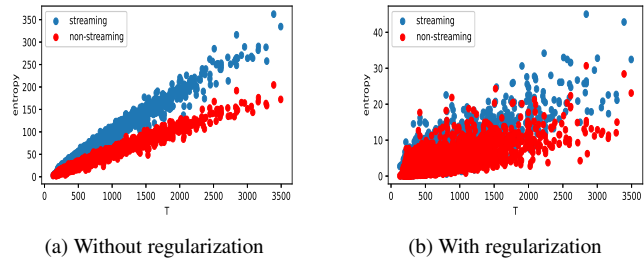 streaming
non-streaming
350
300
250
200
150
100
50
0
entropy
0
500
1000
1500
2000
2500
3000
3500
T
(a) Without regularization
streaming
non-streaming
40
30
20
10
0
entropy
0
500
1000
1500
2000
2500
3000
3500
T
(b) With regularization